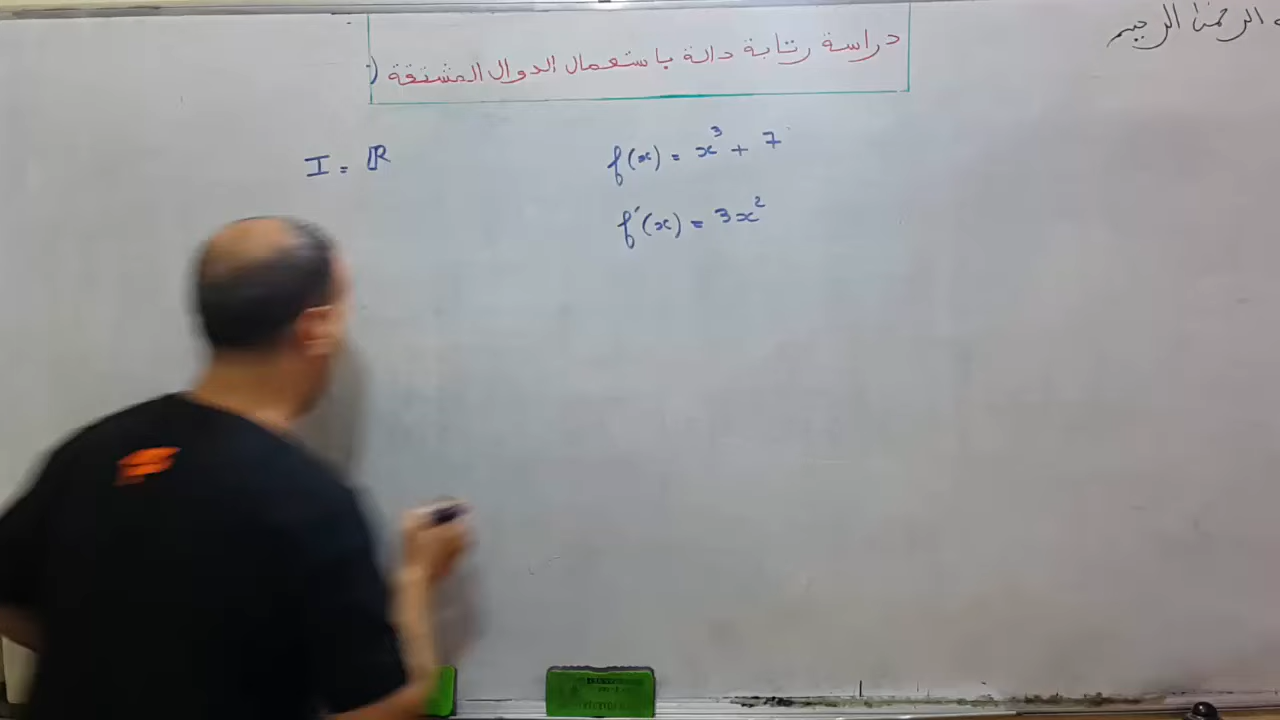 الرحمن الرحيم
دراسة رتابة دالة باستعمال الدوال المشتقة (
f(x) = x³ + 7
I = ℝ
f'(x) = 3x²